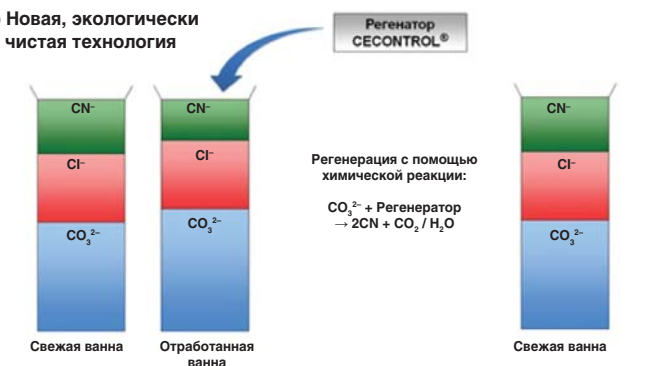 Новая, экологически
чистая технология
Регенатор
CECONTROL®
CN⁻
Cl⁻
CO₃²⁻
Свежая ванна
CN⁻
Cl⁻
CO₃²⁻
Отработанная
ванна
Регенерация с помощью
химической реакции:
CO₃²⁻ + Регенератор
→ 2CN + CO₂ / H₂O
CN⁻
Cl⁻
CO₃²⁻
Свежая ванна